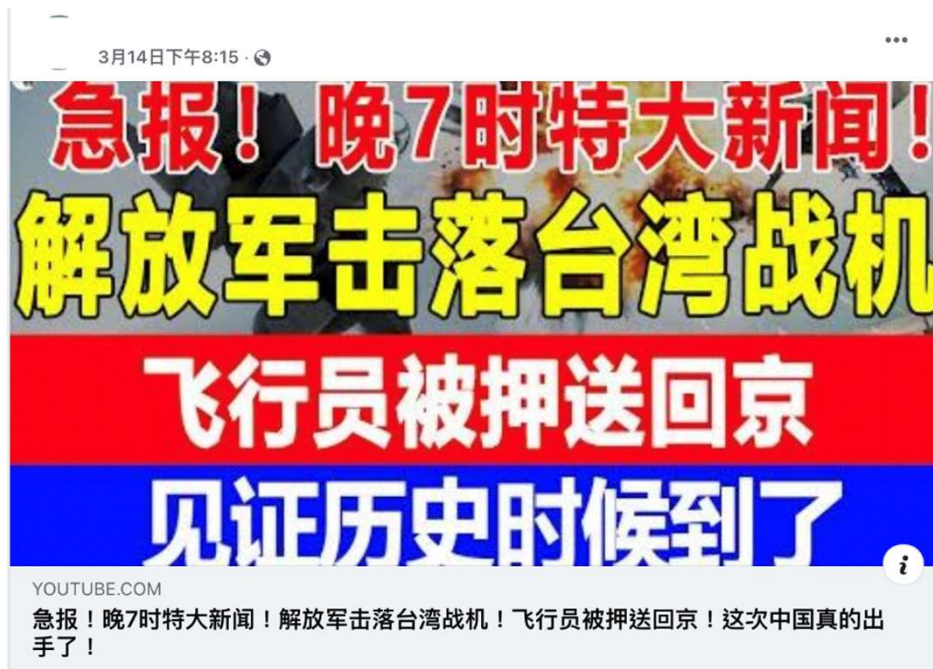 3月14日下午8:15 ·
急报！晚7时特大新闻！
解放军击落台湾战机
飞行员被押送回京
见证历史时候到了
YOUTUBE.COM
急报！晚7时特大新闻！解放军击落台湾战机！飞行员被押送回京！这次中国真的出
手了！